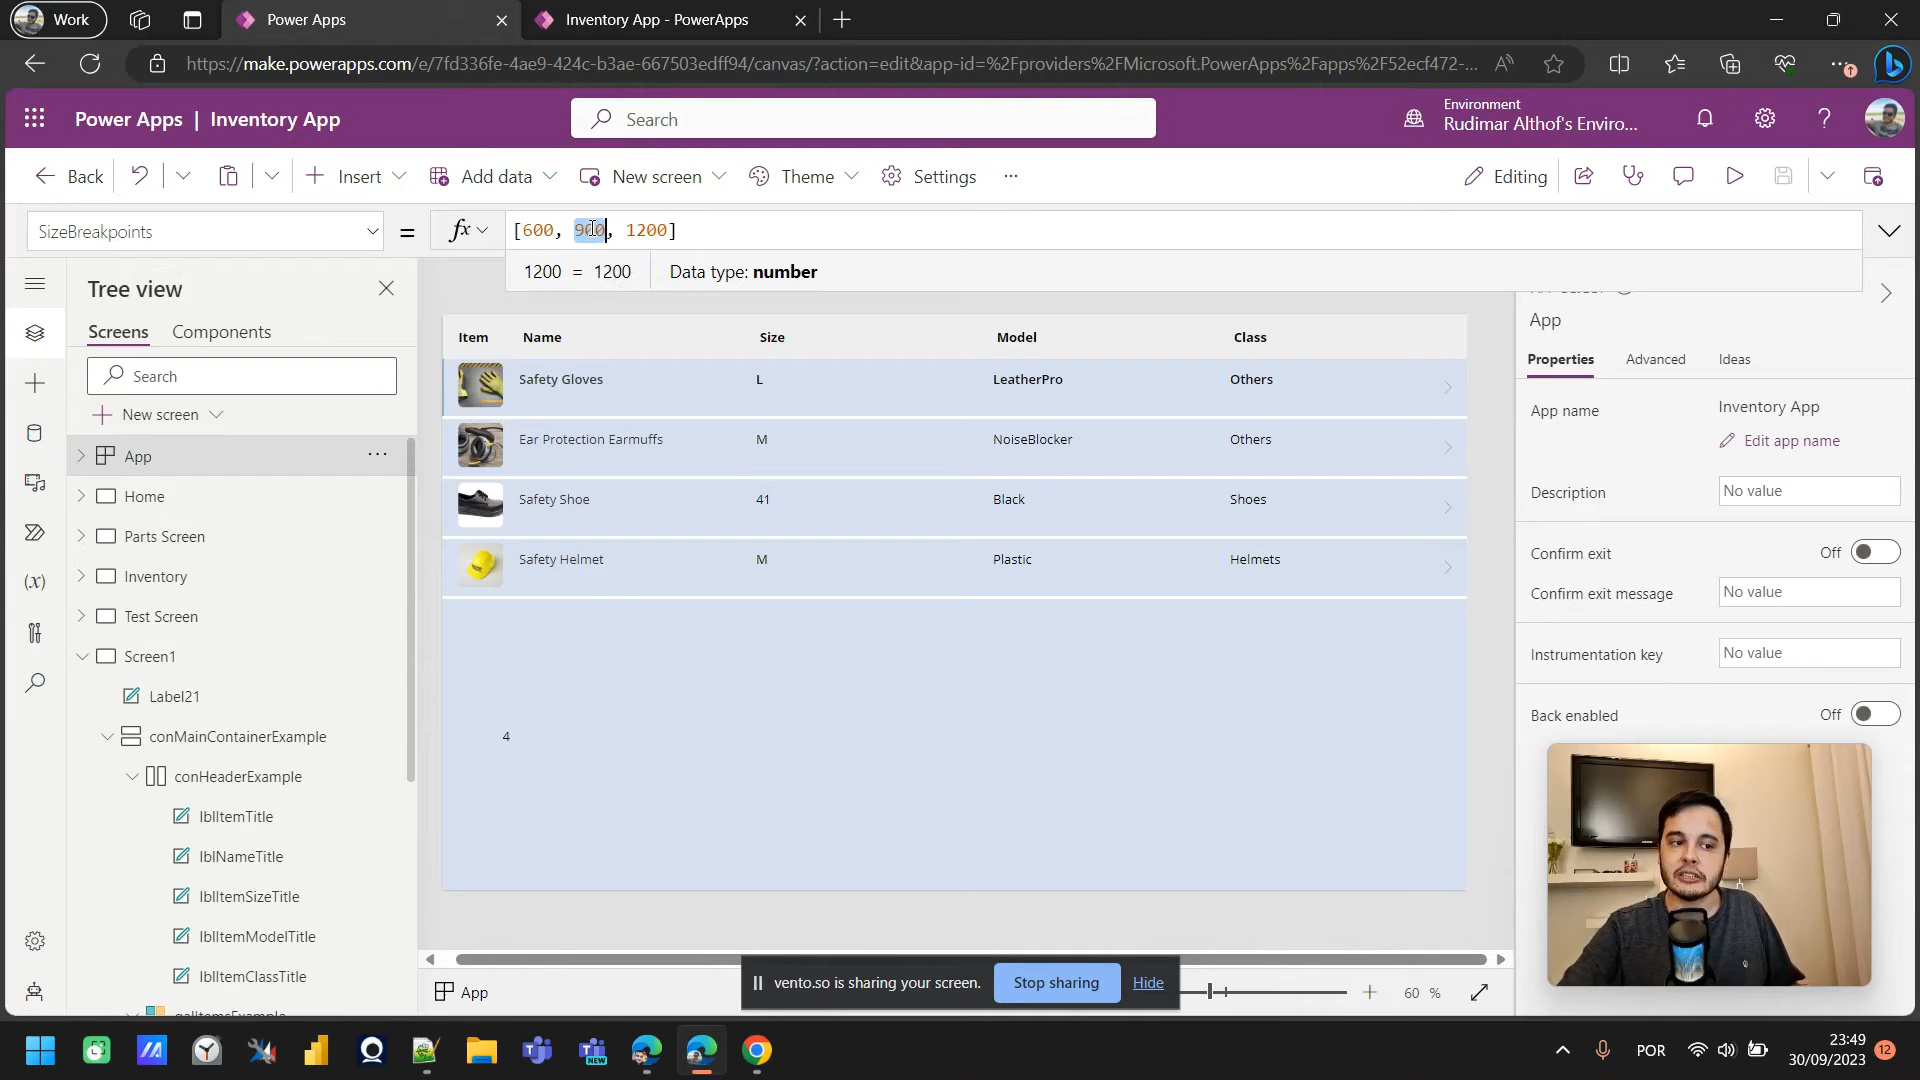 Work
Power Apps
Inventory App - PowerApps
https://make.powerapps.com/e/7fd336fe-4ae9-424c-b3ae-667503edff94/canvas/?action=edit&app-id=%2Fproviders%2FMicrosoft.PowerApps%2Fapps%2F52ecf472-...
Power Apps | Inventory App
Search
Environment
Rudimar Althof's Enviro...
Back
Insert
Add data
New screen
Theme
Settings
Editing
SizeBreakpoints
=
fx
[600, 900, 1200]
1200 = 1200
Data type: number
Tree view
Screens
Components
Search
New screen
App
Home
Parts Screen
Inventory
Test Screen
Screen1
Label21
conMainContainerExample
conHeaderExample
lblItemTitle
lblNameTitle
lblItemSizeTitle
lblItemModelTitle
lblItemClassTitle
Item Name Size Model Class
Safety Gloves L LeatherPro Others
Ear Protection Earmuffs M NoiseBlocker Others
Safety Shoe 41 Black Shoes
Safety Helmet M Plastic Helmets
4
App
Properties
Advanced
Ideas
App name
Inventory App
Edit app name
Description
No value
Confirm exit
Off
Confirm exit message
No value
Instrumentation key
No value
Back enabled
Off
App
vento.so is sharing your screen.
Stop sharing
Hide
60 %
NEW
POR
23:49
30/09/2023
12